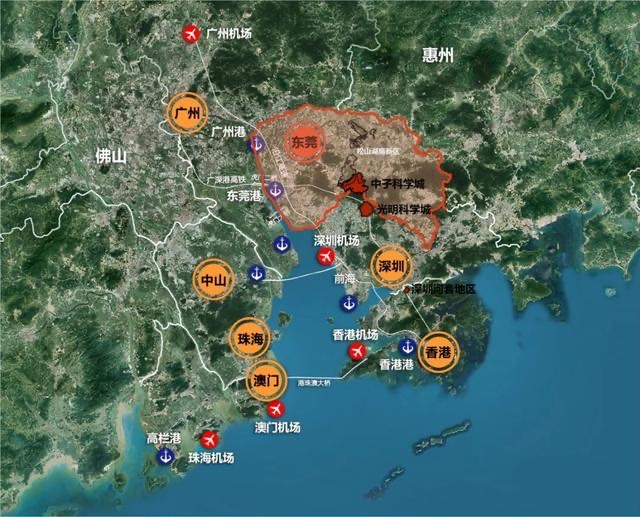 广州机场
惠州
广州
广州港
东莞
佛山
松山湖高新区
广深港高铁
虎
中子科学城
东莞港
光明科学城
深圳机场
深圳
中山
前海
深圳河套地区
珠海
香港机场
香港
香港港
澳门
港珠澳大桥
澳门机场
高栏港
珠海机场